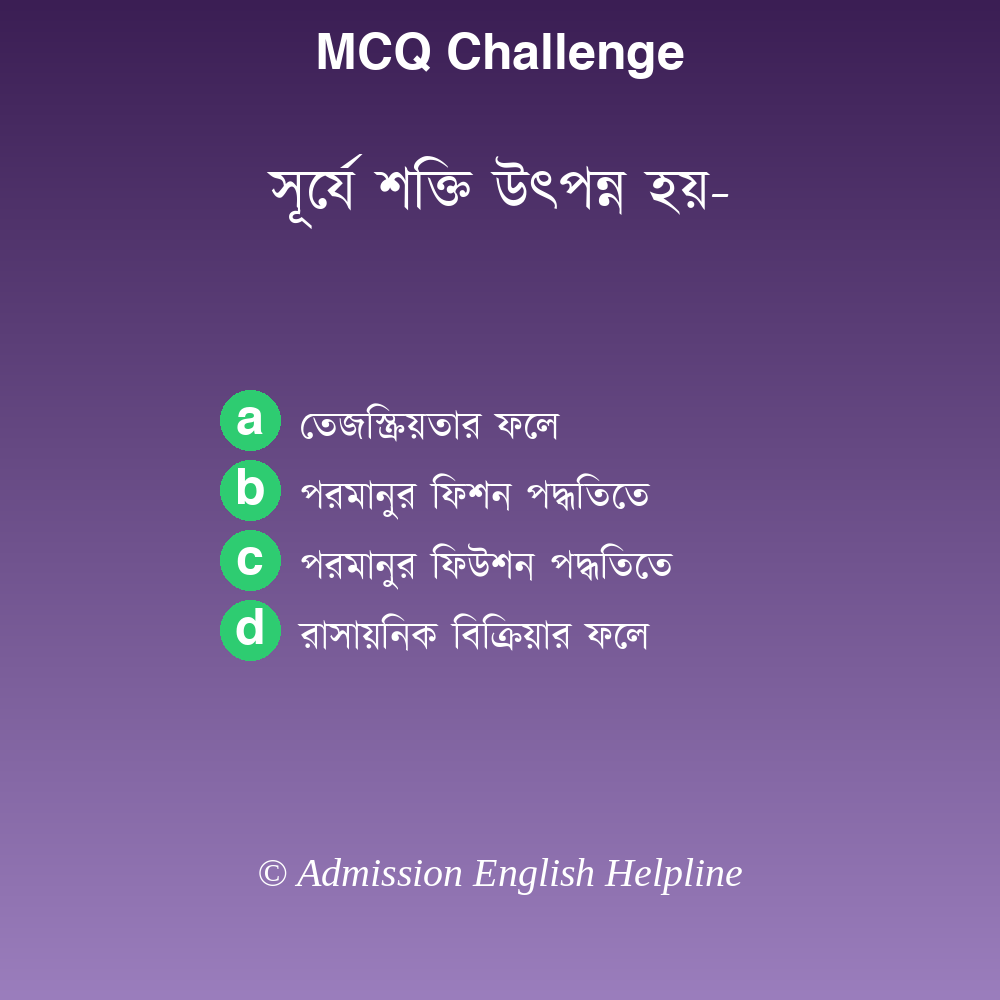 MCQ Challenge
সূর্যে শক্তি উৎপন্ন হয়-
a তেজস্ক্রিয়তার ফলে
b পরমানুর ফিশন পদ্ধতিতে
c পরমানুর ফিউশন পদ্ধতিতে
d রাসায়নিক বিক্রিয়ার ফলে
© Admission English Helpline